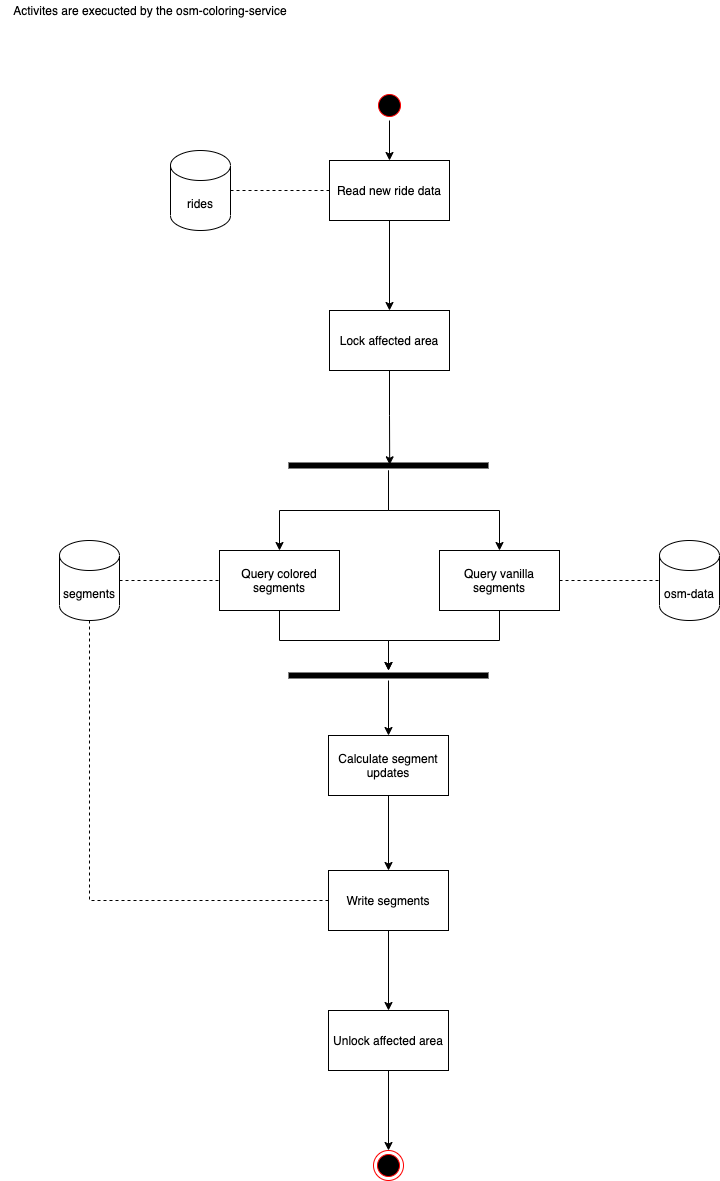 Activites are execucted by the osm-coloring-service
Read new ride data
rides
Lock affected area
Query colored
segments
Query vanilla
segments
segments
osm-data
Calculate segment
updates
Write segments
Unlock affected area